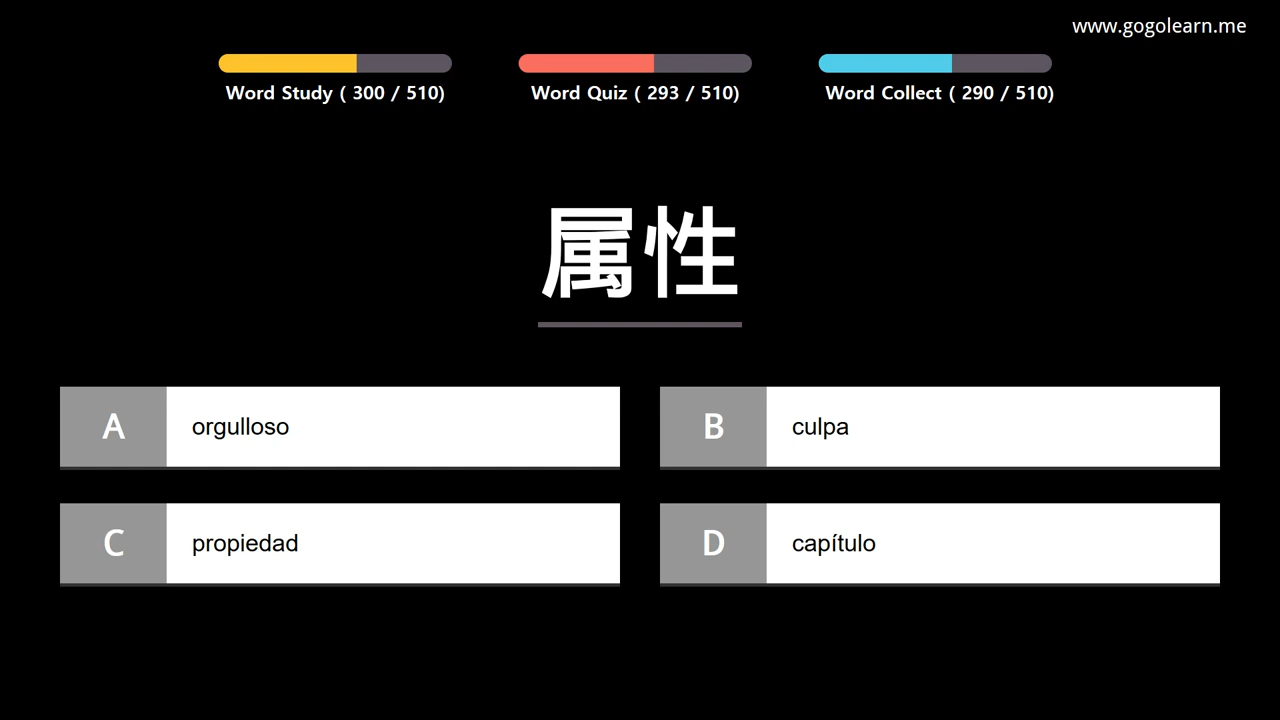 www.gogolearn.me
Word Study ( 300 / 510)
Word Quiz ( 293 / 510)
Word Collect ( 290 / 510)
属性
A orgulloso
B culpa
C propiedad
D capítulo